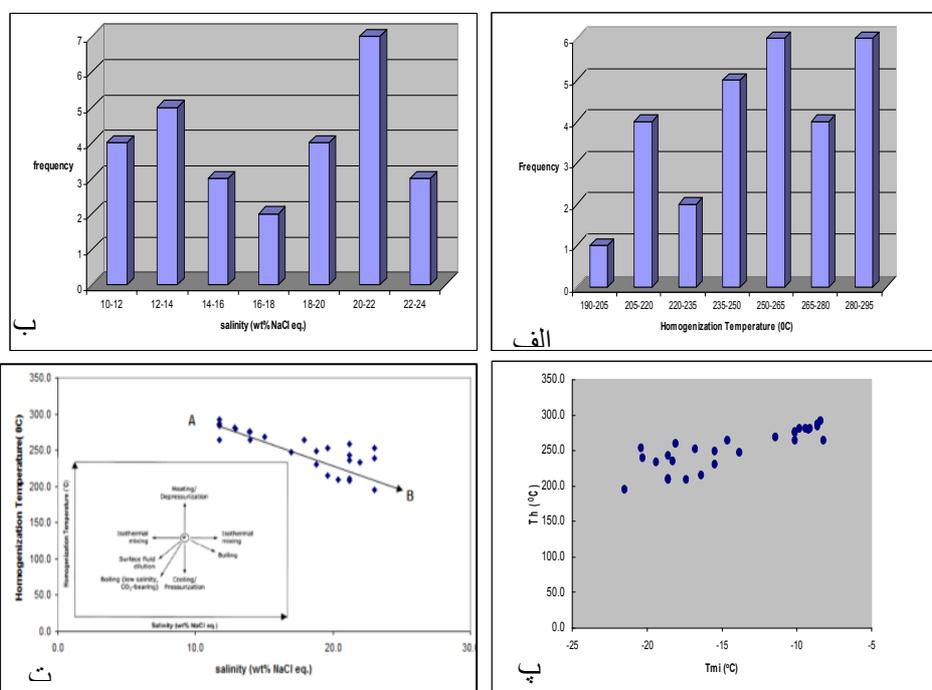 7
6
5
4
3
2
1
0
frequency
10-12 12-14 14-16 16-18 18-20 20-22 22-24
salinity (wt% NaCl eq.)
ب
6
5
4
3
2
1
0
Frequency
190-205 205-220 220-235 235-250 250-265 265-280 280-295
Homogenization Temperature (0C)
الف
350.0
300.0
250.0
200.0
150.0
100.0
50.0
0.0
Homogenization Temperature( 0C)
A
B
Homogenization Temperature (°C)
Heating/
Depressurization
Isothermal
mixing
Isothermal
mixing
Boiling
Surface fluid
dilution
Boiling (low salinity,
CO2-bearing)
Cooling/
Pressurization
Salinity (wt% NaCl eq.)
0.0 10.0 20.0 30.
salinity (wt% NaCl eq.)
ت
350.0
300.0
250.0
200.0
150.0
100.0
50.0
0.0
Th (°C)
-25 -20 -15 -10 -5
Tmi (°C)
پ